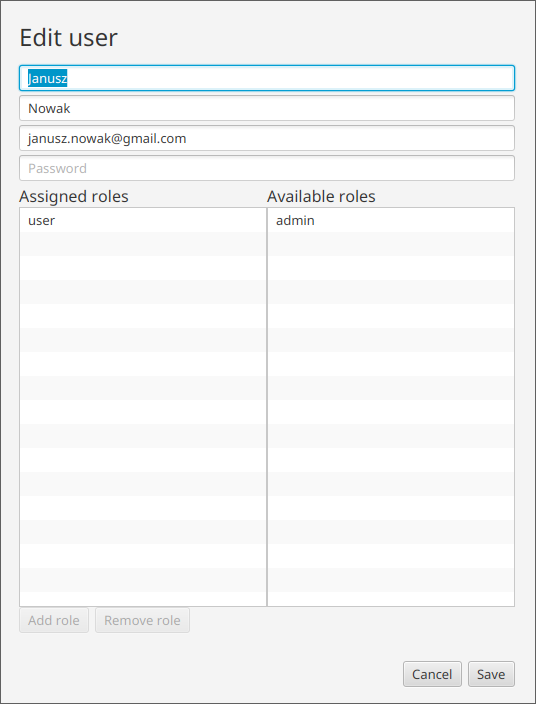 Edit user
Janusz
Nowak
janusz.nowak@gmail.com
Password
Assigned roles Available roles
user admin
Add role Remove role
Cancel Save